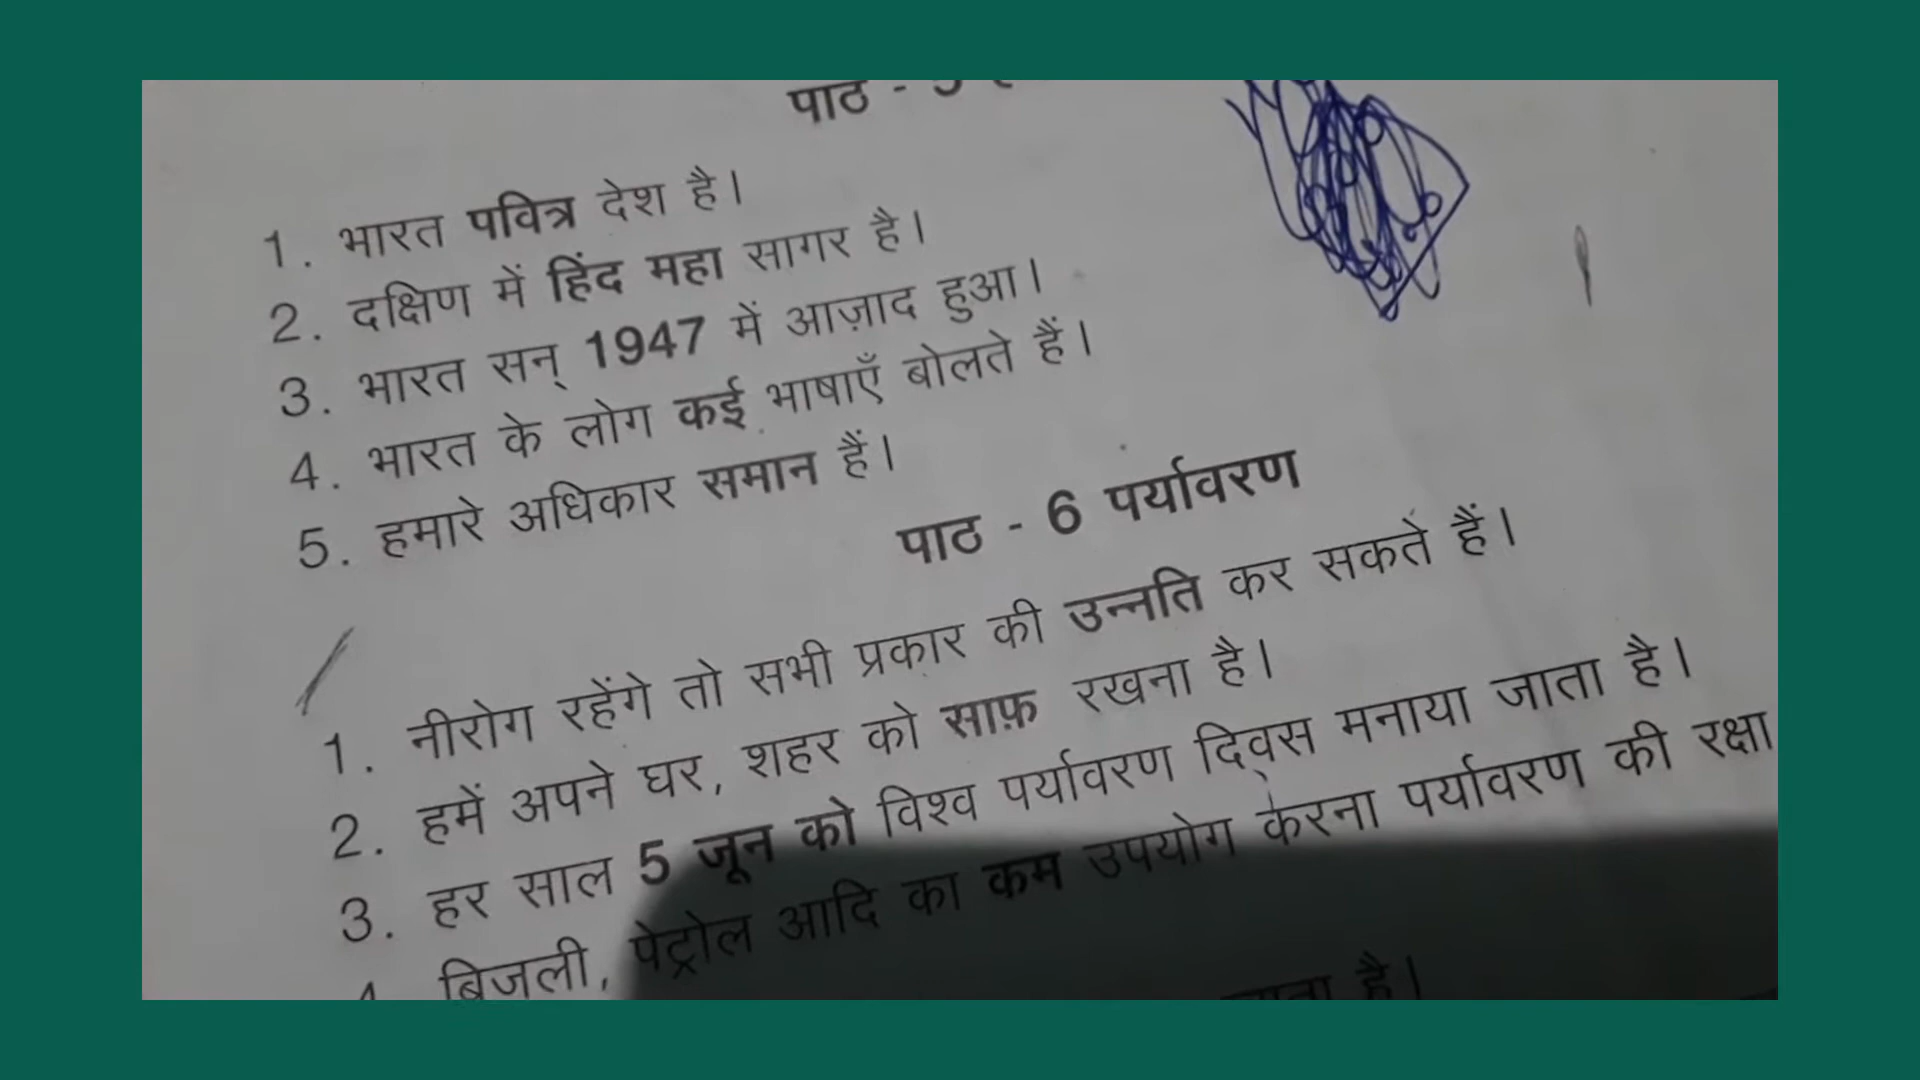 पाठ -
1. भारत पवित्र देश है।
2. दक्षिण में हिंद महा सागर है।
3. भारत सन् 1947 में आज़ाद हुआ।
4. भारत के लोग कई भाषाएँ बोलते हैं।
5. हमारे अधिकार समान हैं।
पाठ - 6 पर्यावरण
1. नीरोग रहेंगे तो सभी प्रकार की उन्नति कर सकते हैं।
2. हमें अपने घर, शहर को साफ़ रखना है।
3. हर साल 5 जून को विश्व पर्यावरण दिवस मनाया जाता है।
4. बिजली, पेट्रोल आदि का कम उपयोग करना पर्यावरण की रक्षा
है।